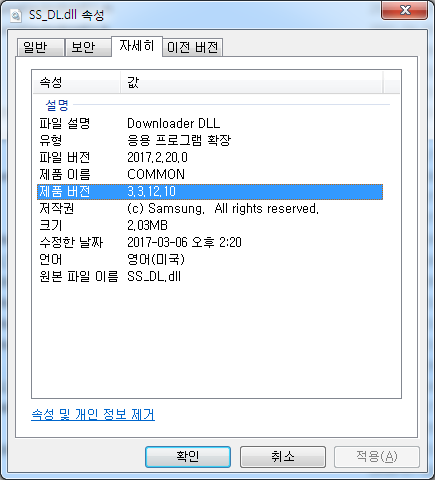 SS_DL.dll 속성
일반 보안 자세히 이전 버전
속성 값
설명
파일 설명 Downloader DLL
유형 응용 프로그램 확장
파일 버전 2017.2.20.0
제품 이름 COMMON
제품 버전 3.3.12.10
저작권 (c) Samsung. All rights reserved.
크기 2.03MB
수정한 날짜 2017-03-06 오후 2:20
언어 영어(미국)
원본 파일 이름 SS_DL.dll
속성 및 개인 정보 제거
확인 취소 적용(A)